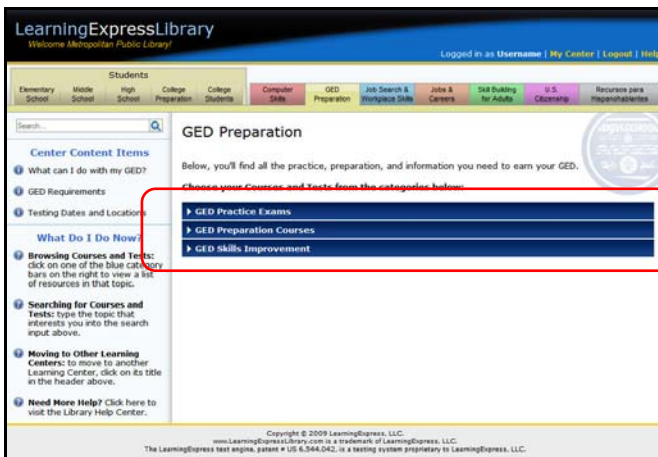 LearningExpressLibrary
Welcome Metropolitan Public Library!
Logged in as Username | My Center | Logout | Help
Students
Elementary School
Middle School
High School
College Preparation
College Students
Computer Skills
GED Preparation
Job Search & Workplace Skills
Jobs & Careers
Skill Building for Adults
U.S. Citizenship
Recursos para Hispanohablantes
Search...
Center Content Items
What can I do with my GED?
GED Requirements
Testing Dates and Locations
What Do I Do Now?
Browsing Courses and Tests:
click on one of the blue category
bars on the right to view a list
of resources in that topic.
Searching for Courses and
Tests: type the topic that
interests you into the search
input above.
Moving to Other Learning
Centers: to move to another
Learning Center, click on its title
in the header above.
Need More Help? Click here to
visit the Library Help Center.
GED Preparation
Below, you'll find all the practice, preparation, and information you need to earn your GED.
Choose your Courses and Tests from the categories below:
GED Practice Exams
GED Preparation Courses
GED Skills Improvement
Copyright © 2009 LearningExpress, LLC.
www.LearningExpressLibrary.com is a trademark of LearningExpress, LLC.
The LearningExpress test engine, patent # US 6,544,042, is a testing system proprietary to LearningExpress, LLC.